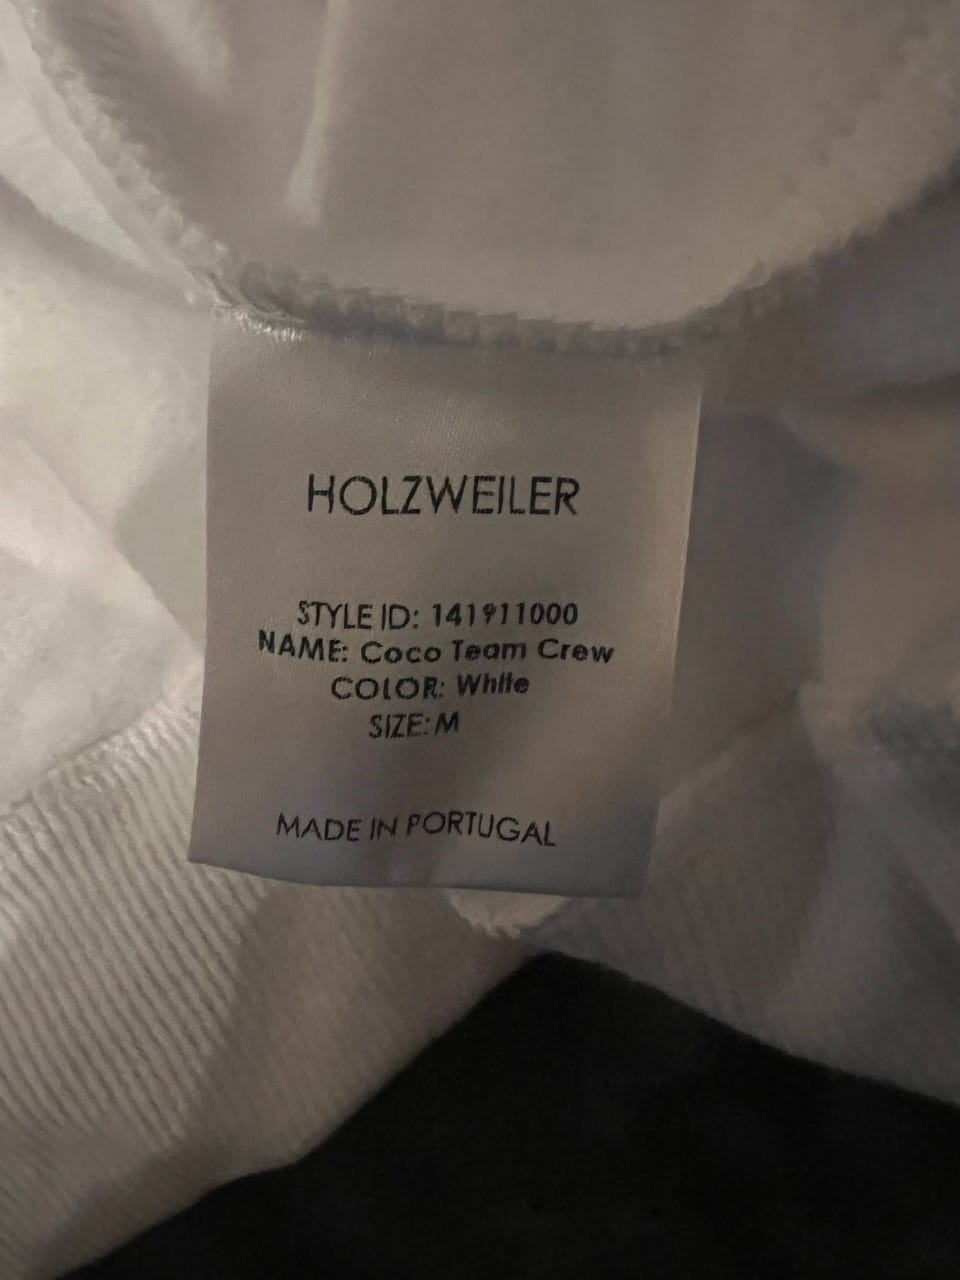 HOLZWEILER
STYLE ID: 141911000
NAME: Coco Team Crew
COLOR: White
SIZE: M
MADE IN PORTUGAL